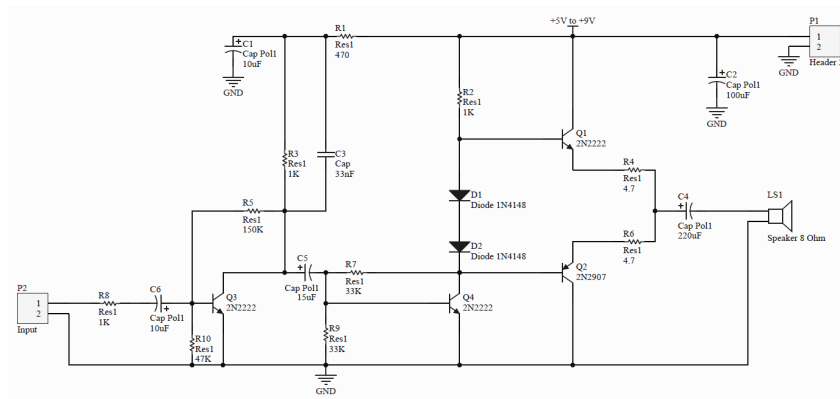 +5V to +9V
P1
1
2
Header
GND
C1
Cap Pol1
10uF
GND
R1
Res1
470
R2
Res1
1K
C2
Cap Pol1
100uF
GND
Q1
2N2222
R3
Res1
1K
C3
Cap
33nF
R4
Res1
4.7
D1
Diode 1N4148
C4
Cap Pol1
220uF
LS1
Speaker 8 Ohm
R5
Res1
150K
R6
Res1
4.7
D2
Diode 1N4148
C5
Cap Pol1
15uF
R7
Res1
33K
Q2
2N2907
P2
1
2
Input
R8
Res1
1K
C6
Cap Pol1
10uF
Q3
2N2222
Q4
2N2222
R9
Res1
33K
R10
Res1
47K
GND